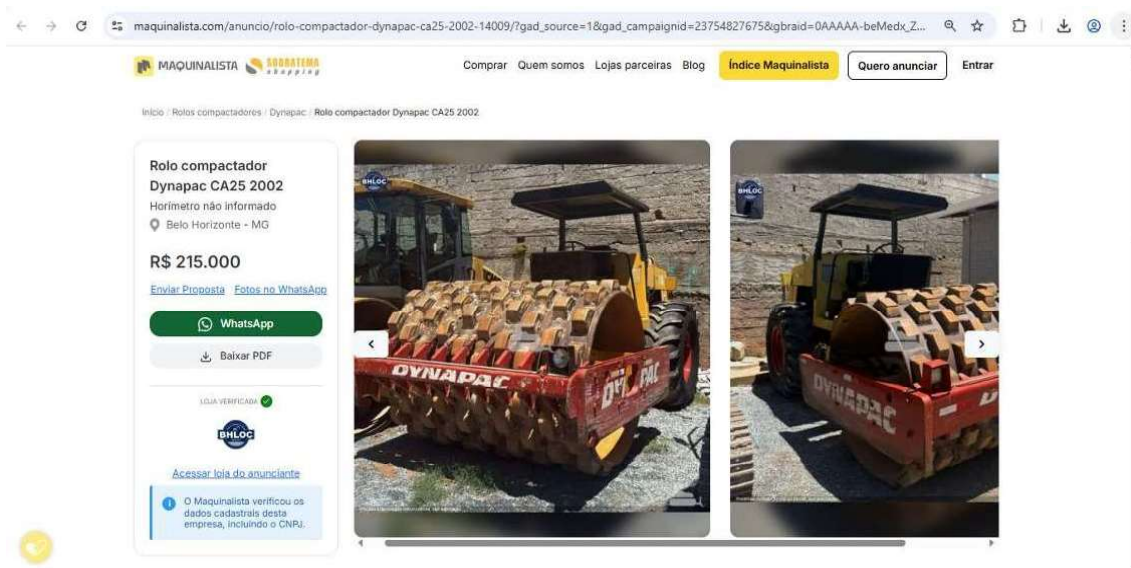 maquinalista.com/anuncio/rolo-compactador-dynapac-ca25-2002-14009/?gad_source=1&gad_campaignid=23754827675&gbraid=0AAAAA-beMedx_Z...
MAQUINALISTA SOBRATEMA shopping
Comprar Quem somos Lojas parceiras Blog Índice Maquinalista Quero anunciar Entrar
Início / Rolos compactadores / Dynapac / Rolo compactador Dynapac CA25 2002
Rolo compactador
Dynapac CA25 2002
Horímetro não informado
Belo Horizonte - MG
R$ 215.000
Enviar Proposta Fotos no WhatsApp
WhatsApp
Baixar PDF
LOJA VERIFICADA
BHLOC
Acessar loja do anunciante
O Maquinalista verificou os
dados cadastrais desta
empresa, incluindo o CNPJ.
BHLOC
DYNAPAC
DY PAC
BHLOC
DYNAPAC